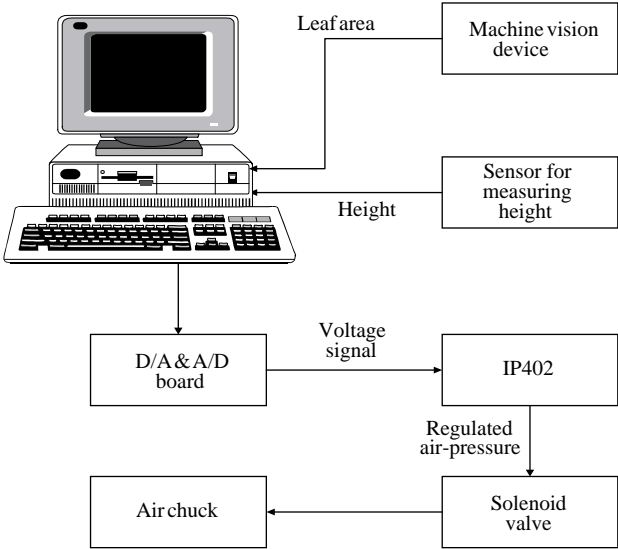 Leaf area
Machine vision
device
Sensor for
measuring
height
Height
Voltage
signal
D/A & A/D
board
IP402
Regulated
air-pressure
Air chuck
Solenoid
valve